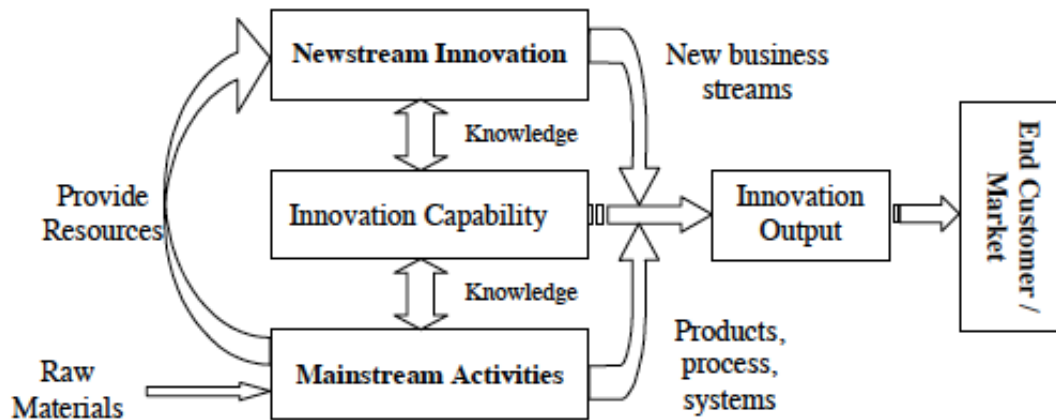 Newstream Innovation
New business
streams
Knowledge
End Customer /
Market
Provide
Resources
Innovation Capability
Innovation
Output
Knowledge
Products,
process,
systems
Raw
Materials
Mainstream Activities